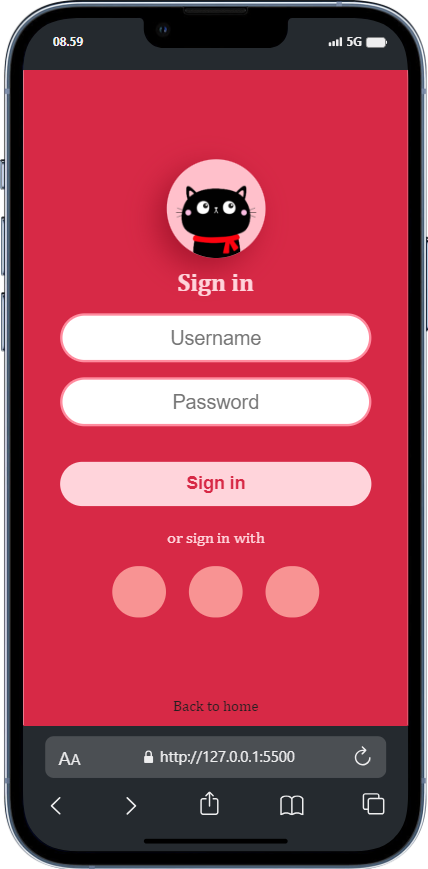 08.59
5G
Sign in
Username
Password
Sign in
or sign in with
Back to home
AA
http://127.0.0.1:5500